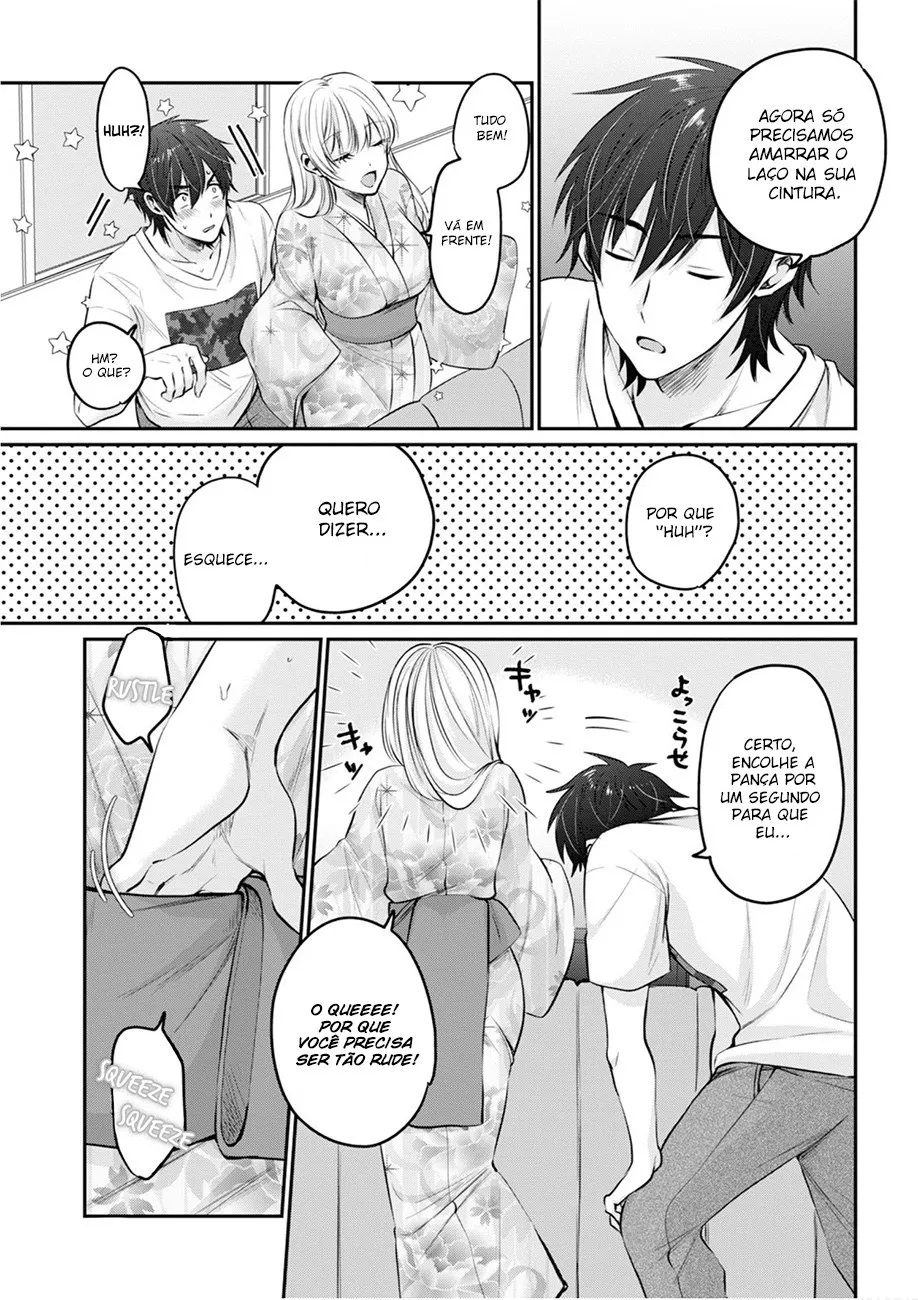 AGORA SÓ
PRECISAMOS
AMARRAR O
LAÇO NA SUA
CINTURA.
TUDO
BEM!
VÁ EM
FRENTE!
HUH?!
HM?
O QUE?
POR QUE
"HUH"?
QUERO
DIZER...
ESQUECE...
CERTO,
ENCOLHE A
PANÇA POR
UM SEGUNDO
PARA QUE
EU...
よっこらせ
キャッ
キャッ
O QUEEEE!
POR QUE
VOCÊ PRECISA
SER TÃO RUDE!
RUSTLE
SQUEEZE
SQUEEZE